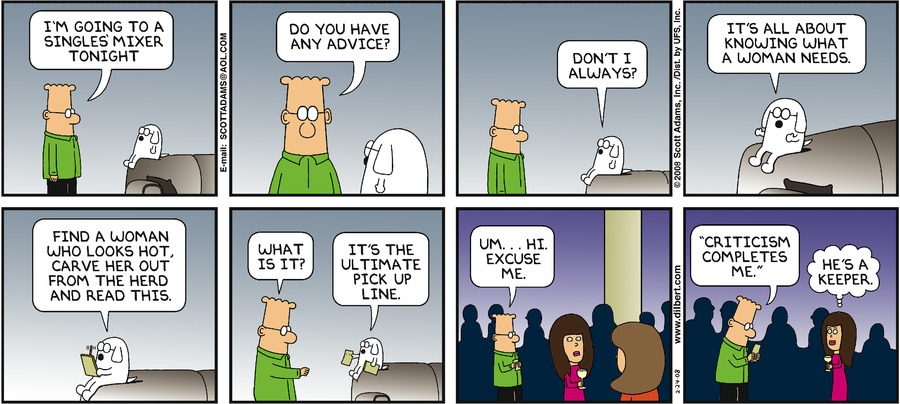 I'M GOING TO A
SINGLES' MIXER
TONIGHT
E-mail: SCOTTADAMS@AOL.COM
DO YOU HAVE
ANY ADVICE?
DON'T I
ALWAYS?
© 2008 Scott Adams, Inc./Dist. by UFS, Inc.
IT'S ALL ABOUT
KNOWING WHAT
A WOMAN NEEDS.
FIND A WOMAN
WHO LOOKS HOT,
CARVE HER OUT
FROM THE HERD
AND READ THIS.
WHAT
IS IT?
IT'S THE
ULTIMATE
PICK UP
LINE.
UM. . . HI.
EXCUSE
ME.
www.dilbert.com
2-24-08
"CRITICISM
COMPLETES
ME."
HE'S A
KEEPER.